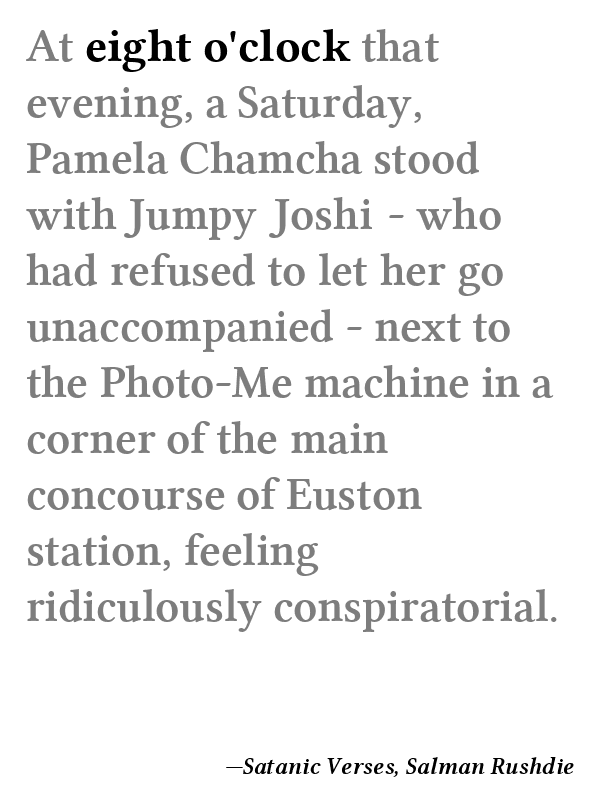 At eight o'clock that
evening, a Saturday,
Pamela Chamcha stood
with Jumpy Joshi - who
had refused to let her go
unaccompanied - next to
the Photo-Me machine in a
corner of the main
concourse of Euston
station, feeling
ridiculously conspiratorial.
—Satanic Verses, Salman Rushdie